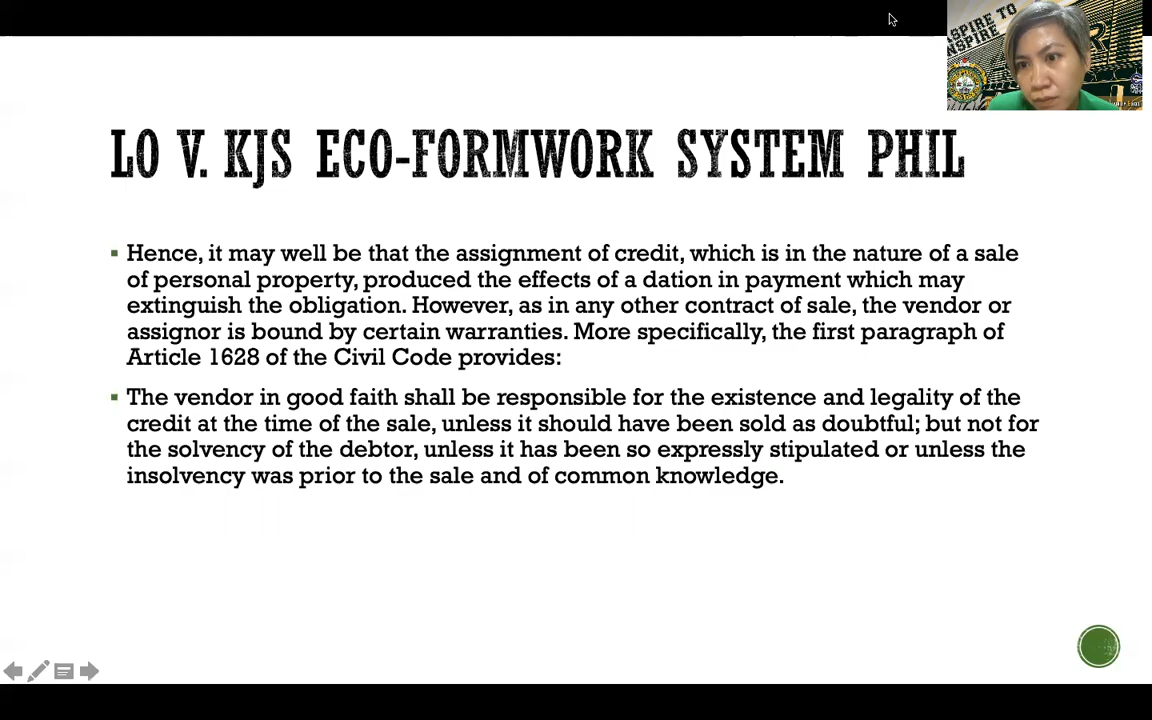 ASPIRE TO
INSPIRE
LO V. KJS ECO-FORMWORK SYSTEM PHIL
▪ Hence, it may well be that the assignment of credit, which is in the nature of a sale
of personal property, produced the effects of a dation in payment which may
extinguish the obligation. However, as in any other contract of sale, the vendor or
assignor is bound by certain warranties. More specifically, the first paragraph of
Article 1628 of the Civil Code provides:
▪ The vendor in good faith shall be responsible for the existence and legality of the
credit at the time of the sale, unless it should have been sold as doubtful; but not for
the solvency of the debtor, unless it has been so expressly stipulated or unless the
insolvency was prior to the sale and of common knowledge.